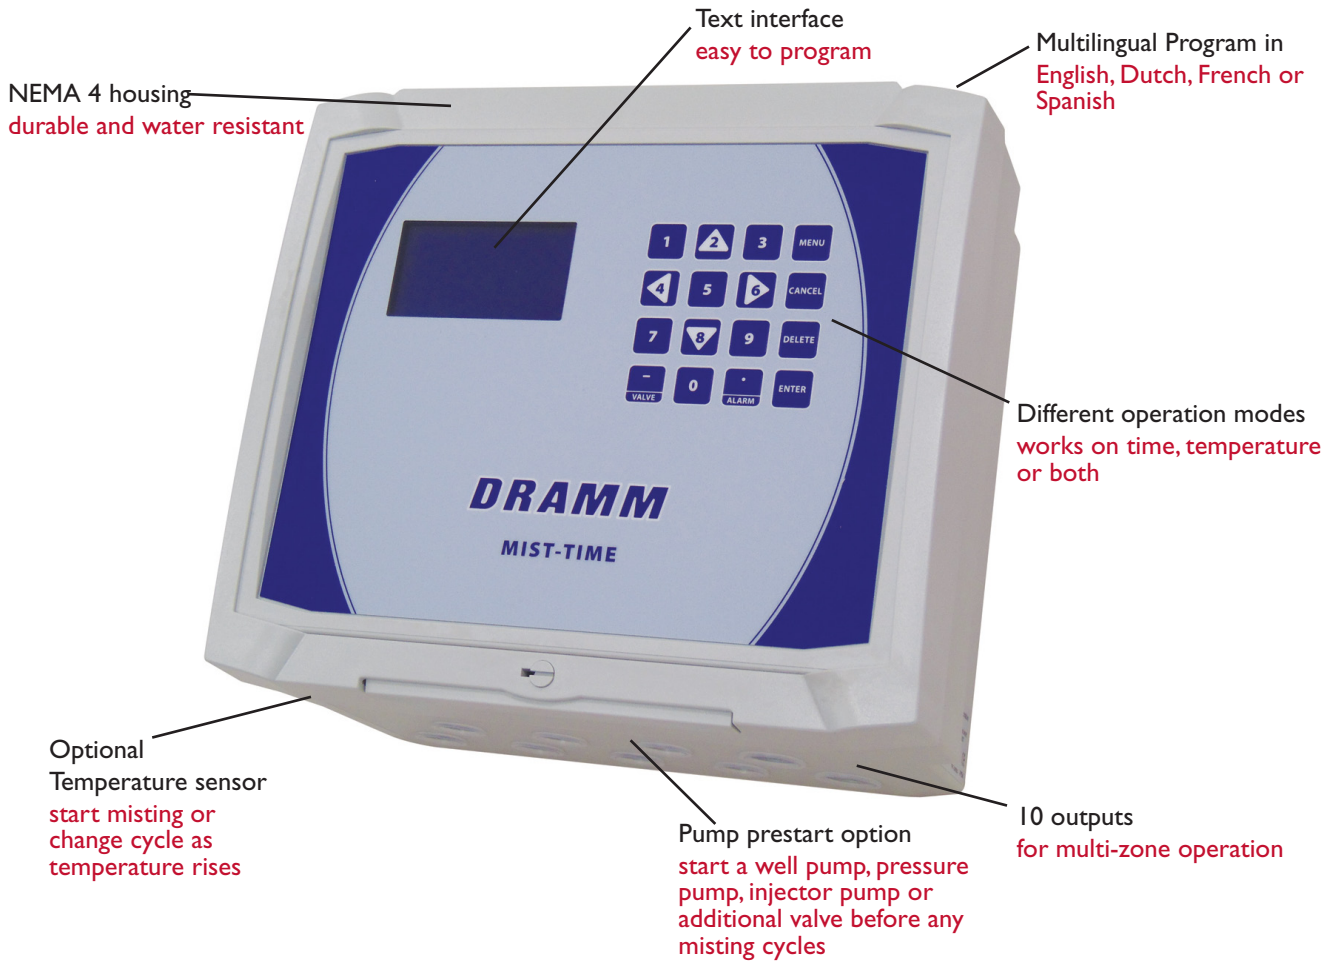 Text interface
easy to program
Multilingual Program in
English, Dutch, French or
Spanish
NEMA 4 housing
durable and water resistant
1 2 3 MENU
4 5 6 CANCEL
7 8 9 DELETE
- 0 . ENTER
VALVE ALARM
Different operation modes
works on time, temperature
or both
DRAMM
MIST-TIME
Optional
Temperature sensor
start misting or
change cycle as
temperature rises
Pump prestart option
start a well pump, pressure
pump, injector pump or
additional valve before any
misting cycles
10 outputs
for multi-zone operation